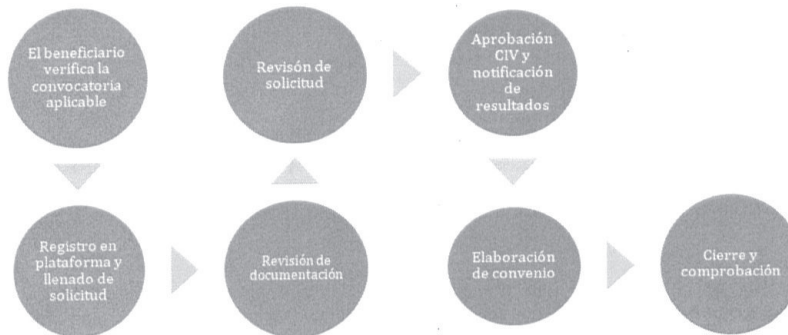 El beneficiario
verifica la
convocatoria
aplicable
Registro en
plataforma y
llenado de
solicitud
Revisión de
documentación
Revisón de
solicitud
Aprobación
CIV y
notificación
de
resultados
Elaboración
de convenio
Cierre y
comprobación